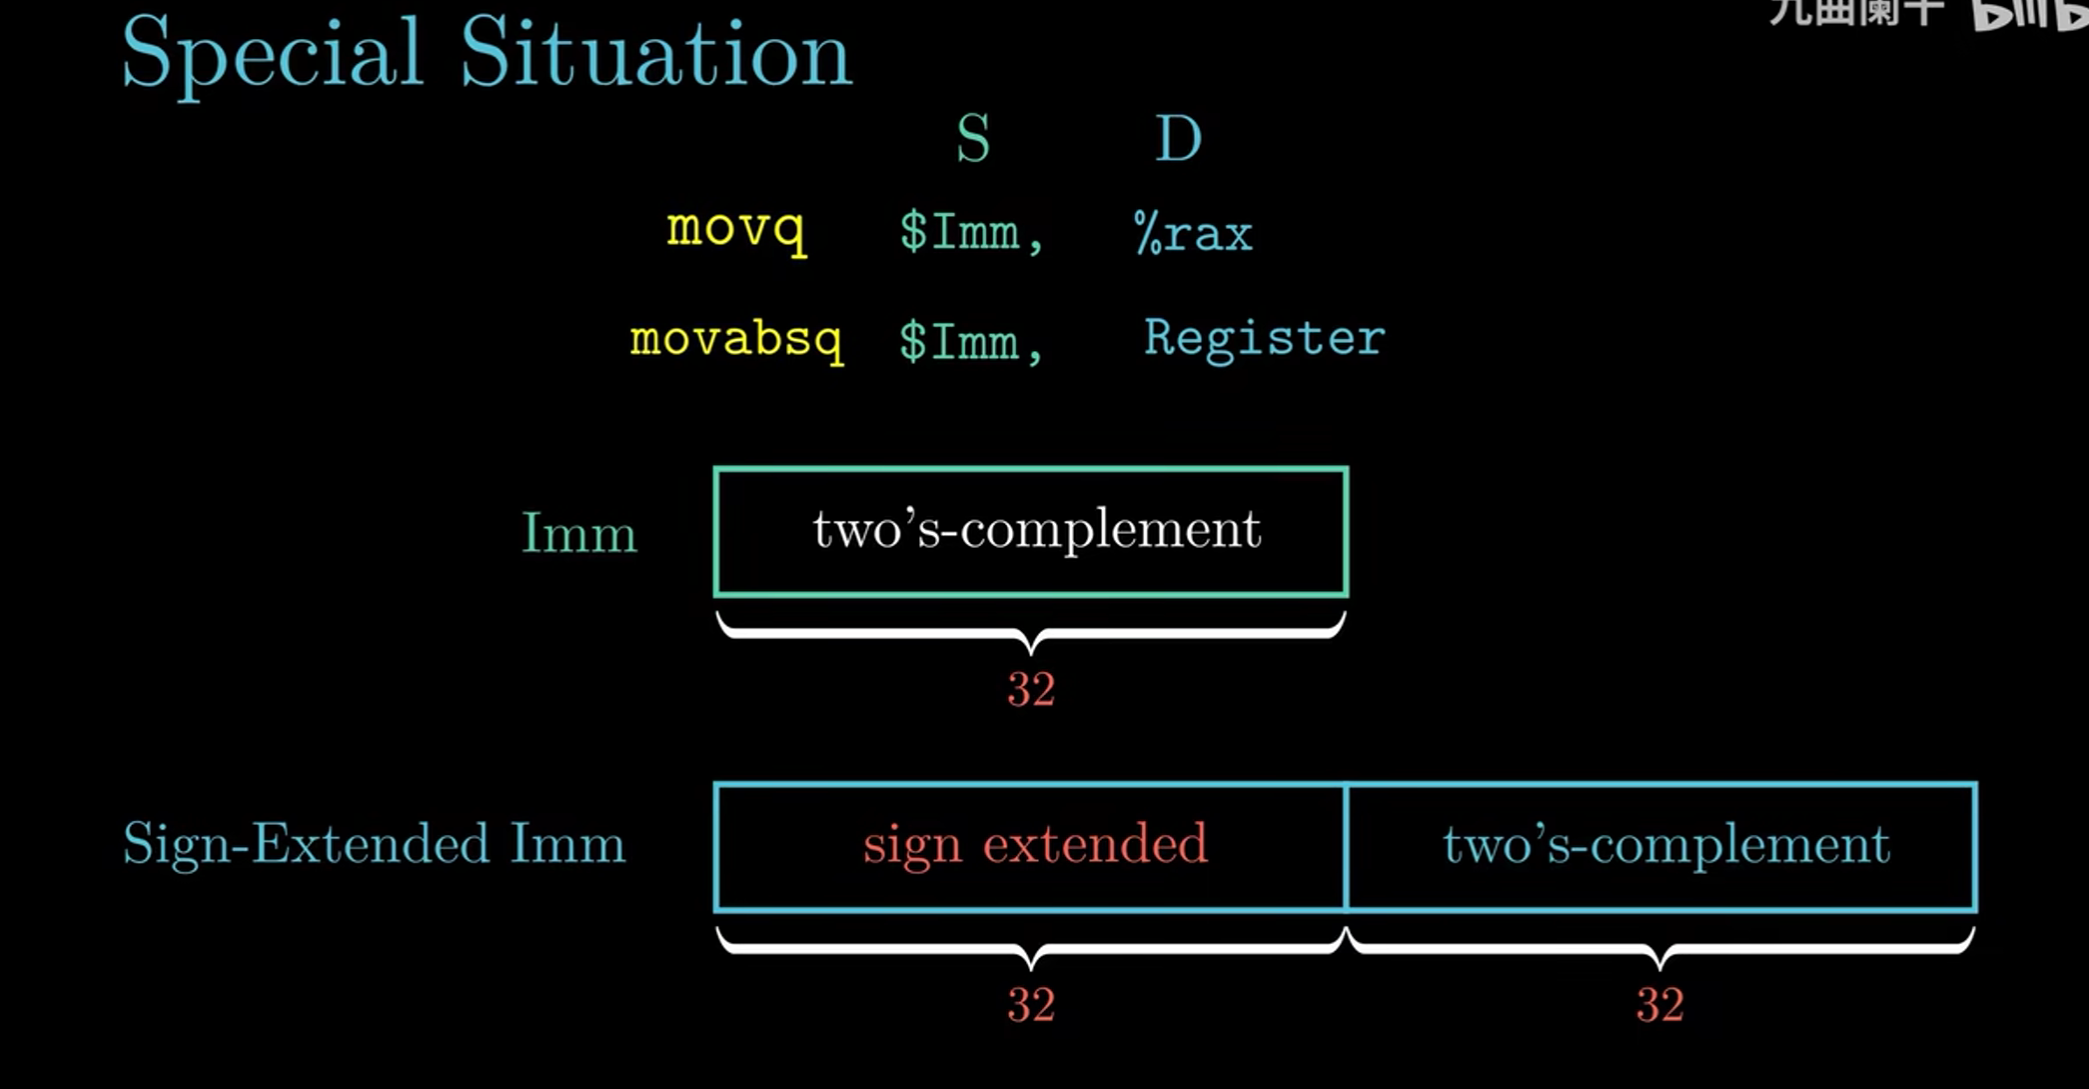 九曲阑干 bilib
Special Situation
S D
movq $Imm, %rax
movabsq $Imm, Register
Imm two's-complement
32
Sign-Extended Imm sign extended two's-complement
32 32